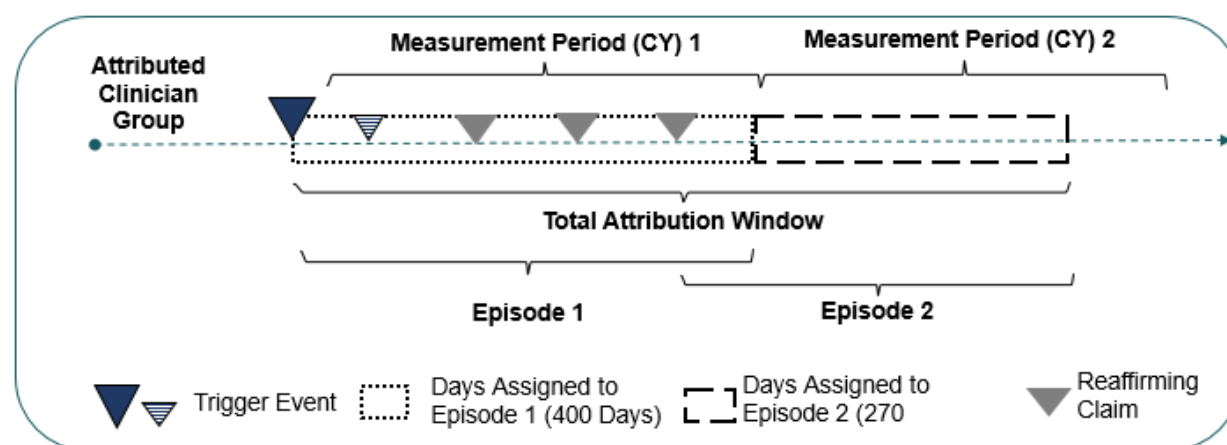 Measurement Period (CY) 1
Measurement Period (CY) 2
Attributed
Clinician
Group
Total Attribution Window
Episode 1
Episode 2
Trigger Event
Days Assigned to
Episode 1 (400 Days)
Days Assigned to
Episode 2 (270
Reaffirming
Claim